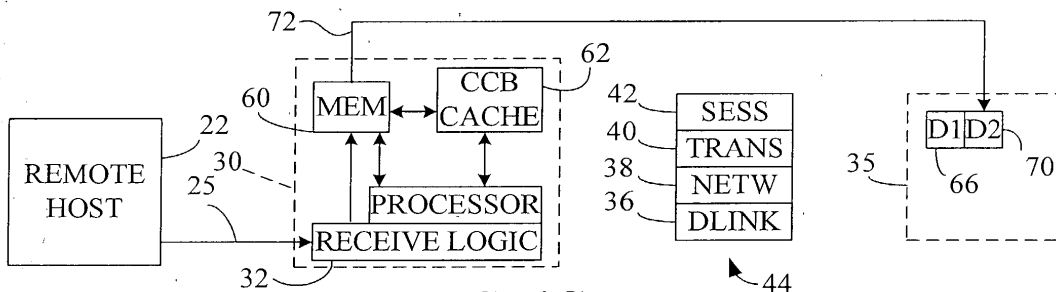 72
62
CCB
CACHE
MEM
60
42 SESS
40 TRANS
38 NETW
36 DLINK
D1 D2
35
66
70
22
REMOTE
HOST
30
25
PROCESSOR
RECEIVE LOGIC
32
44